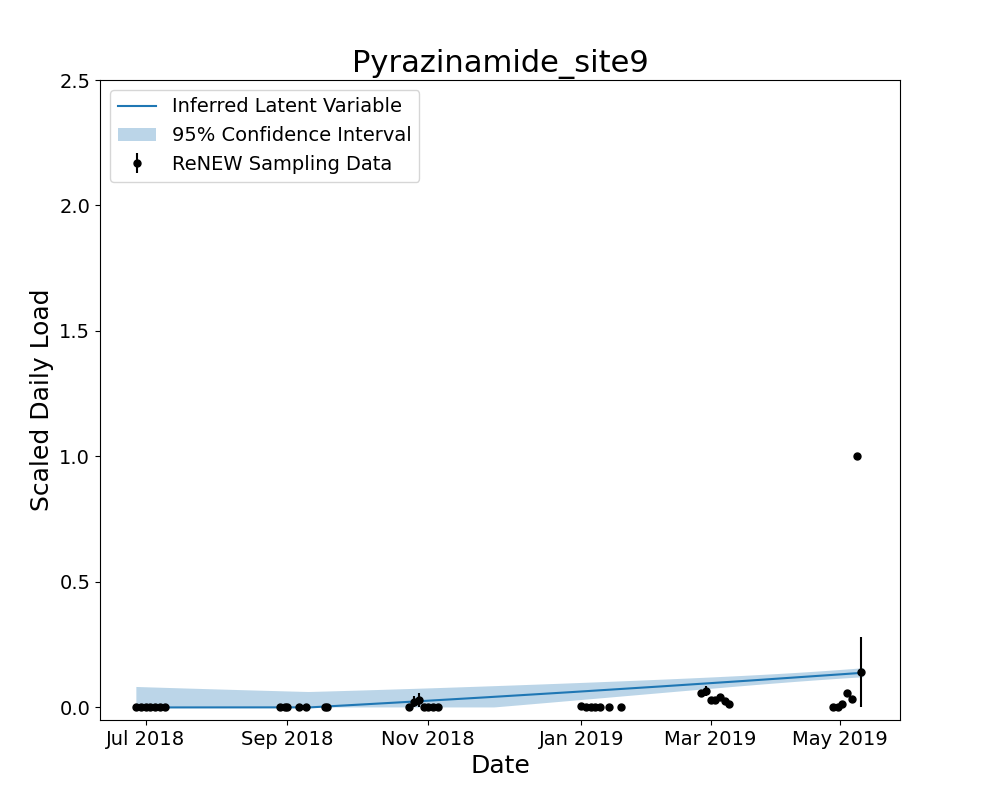 Pyrazinamide_site9
Inferred Latent Variable
95% Confidence Interval
ReNEW Sampling Data
2.5
2.0
1.5
1.0
0.5
0.0
Scaled Daily Load
Jul 2018
Sep 2018
Nov 2018
Jan 2019
Mar 2019
May 2019
Date